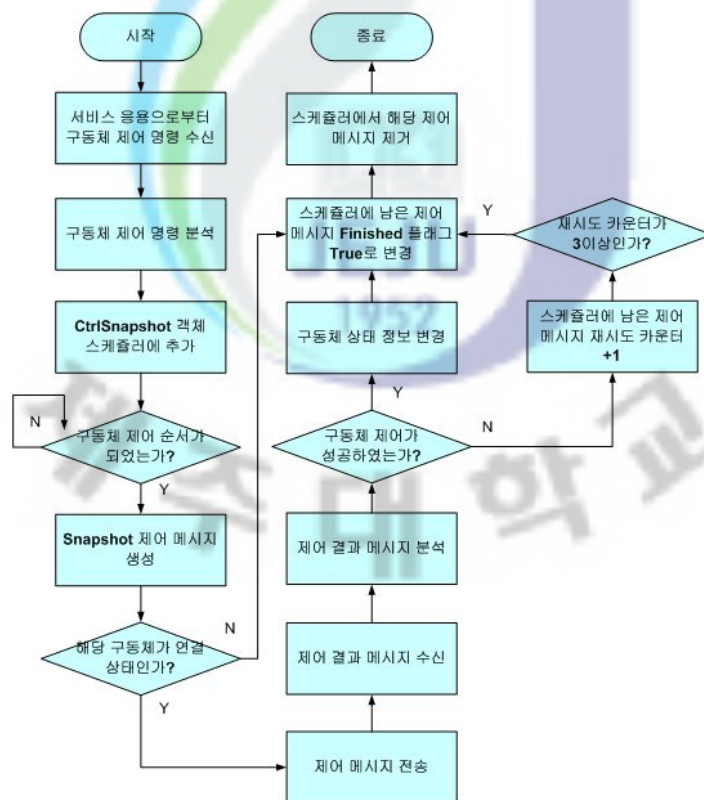 시작
서비스 응용으로부터
구동체 제어 명령 수신
구동체 제어 명령 분석
CtrlSnapshot 객체
스케쥴러에 추가
구동체 제어 순서가
되었는가?
N
Y
Snapshot 제어 메시지
생성
해당 구동체가 연결
상태인가?
N
Y
종료
스케쥴러에서 해당 제어
메시지 제거
스케쥴러에 남은 제어
메시지 Finished 플래그
True로 변경
구동체 상태 정보 변경
Y
구동체 제어가
성공하였는가?
N
제어 결과 메시지 분석
제어 결과 메시지 수신
제어 메시지 전송
Y
재시도 카운터가
3이상인가?
스케쥴러에 남은 제어
메시지 재시도 카운터
+1
JEJU
1952
제주대학교